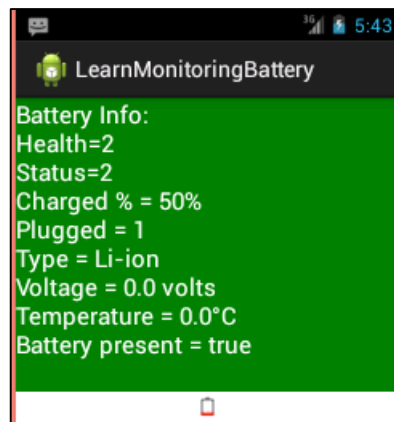 3G 5:43
LearnMonitoringBattery
Battery Info:
Health=2
Status=2
Charged % = 50%
Plugged = 1
Type = Li-ion
Voltage = 0.0 volts
Temperature = 0.0°C
Battery present = true